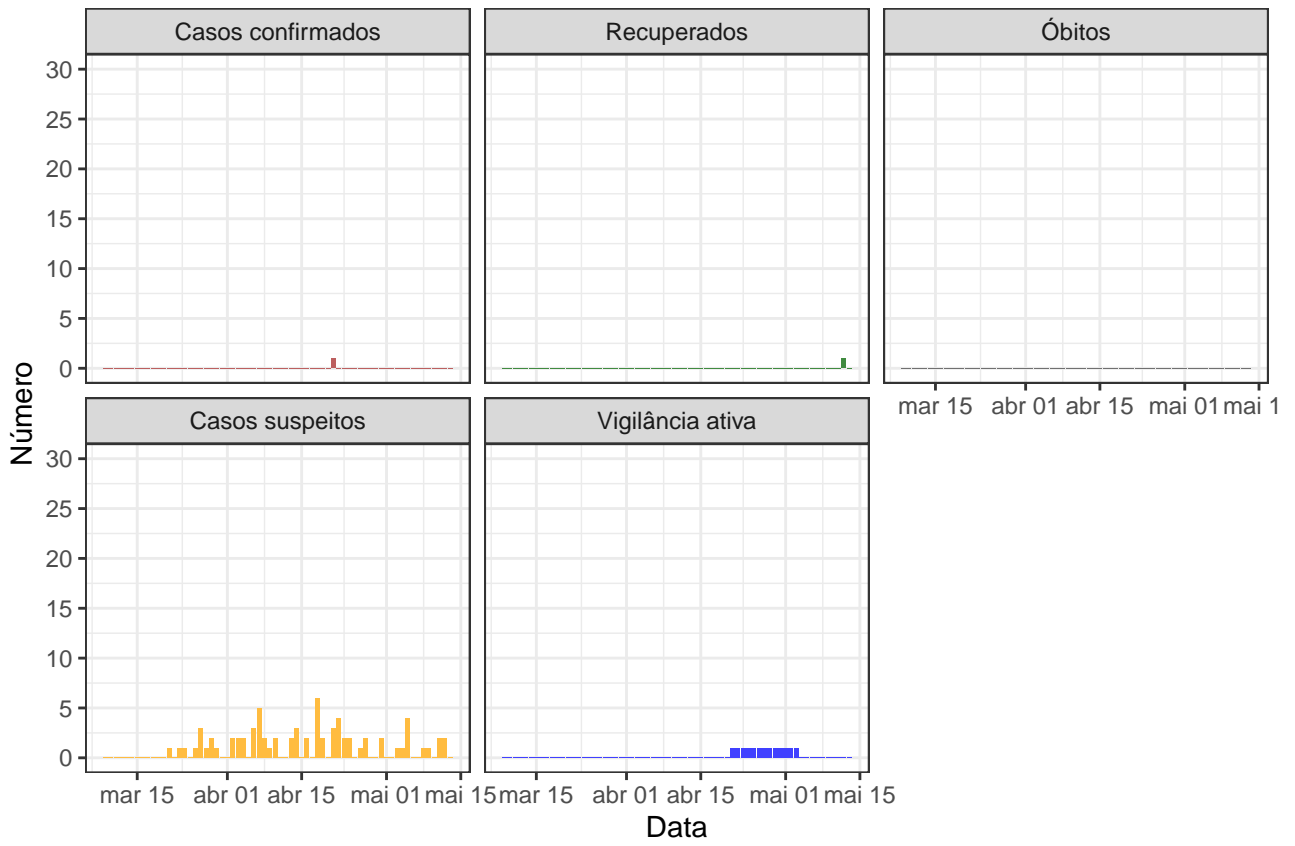 Casos confirmados
Recuperados
Óbitos
30
25
20
15
10
5
0
mar 15 abr 01 abr 15 mai 01 mai 1
Número
Casos suspeitos
Vigilância ativa
30
25
20
15
10
5
0
mar 15 abr 01 abr 15 mai 01 mai 15
mar 15 abr 01 abr 15 mai 01 mai 15
Data